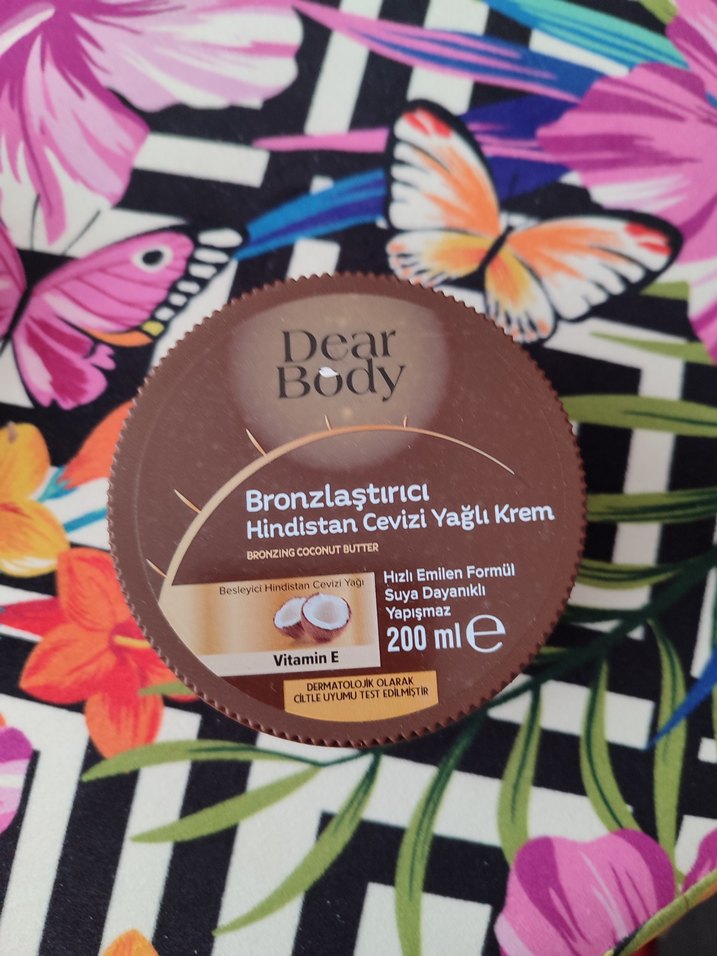 Dear
Body
Bronzlaştırıcı
Hindistan Cevizi Yağlı Krem
BRONZING COCONUT BUTTER
Besleyici Hindistan Cevizi Yağı
Vitamin E
Hızlı Emilen Formül
Suya Dayanıklı
Yapışmaz
200 ml ℮
DERMATOLOJİK OLARAK
CİLTLE UYUMU TEST EDİLMİŞTİR